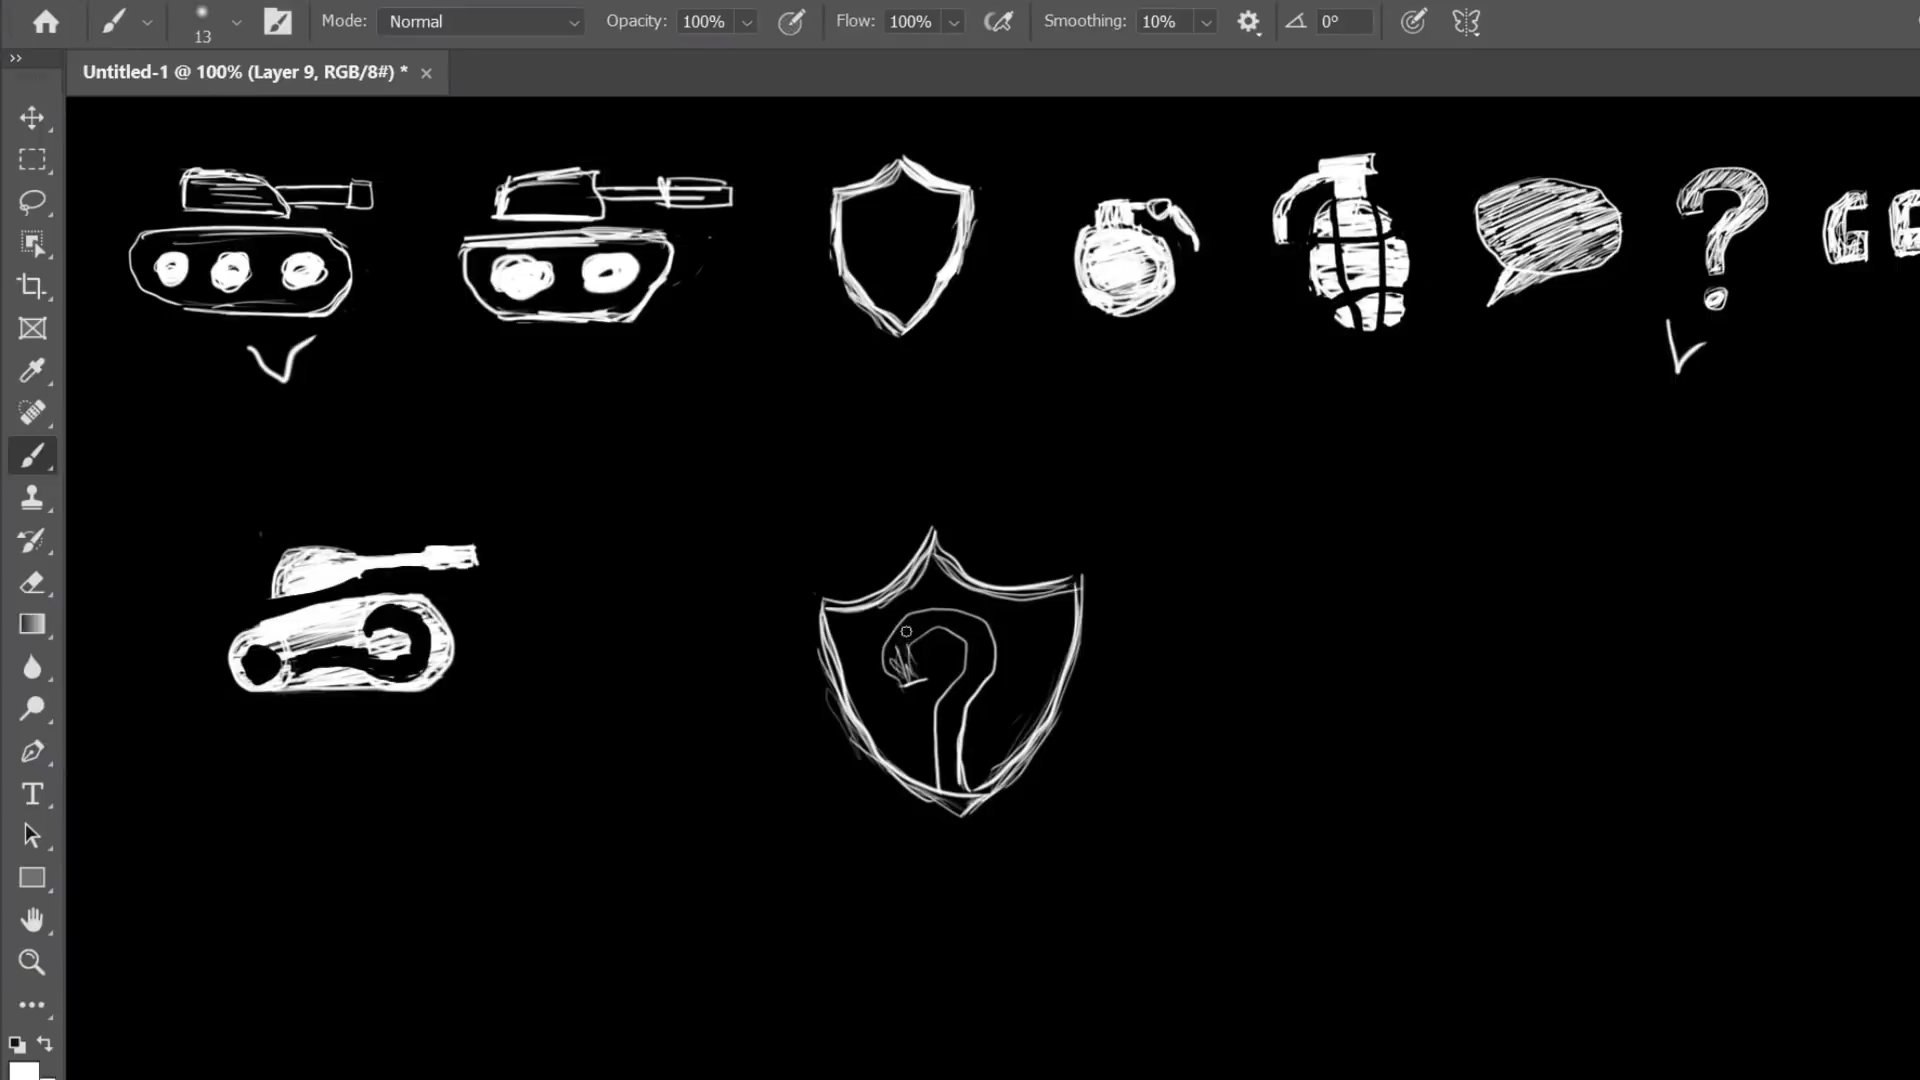 Mode: Normal Opacity: 100% Flow: 100% Smoothing: 10% 0°
13
Untitled-1 @ 100% (Layer 9, RGB/8#) *
?
?